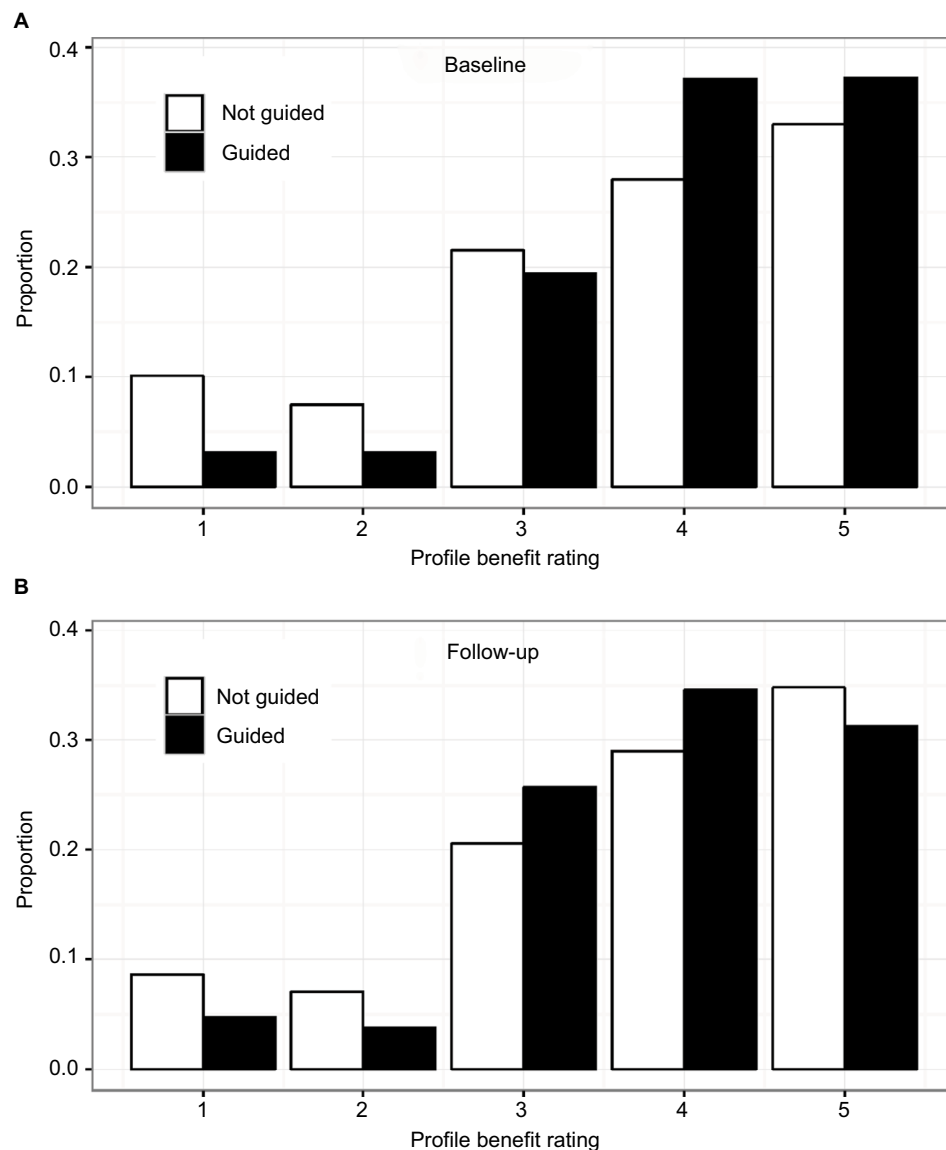 A
Baseline
Not guided
Guided
Proportion
0.4
0.3
0.2
0.1
0.0
1 2 3 4 5
Profile benefit rating
B
Follow-up
Not guided
Guided
Proportion
0.4
0.3
0.2
0.1
0.0
1 2 3 4 5
Profile benefit rating